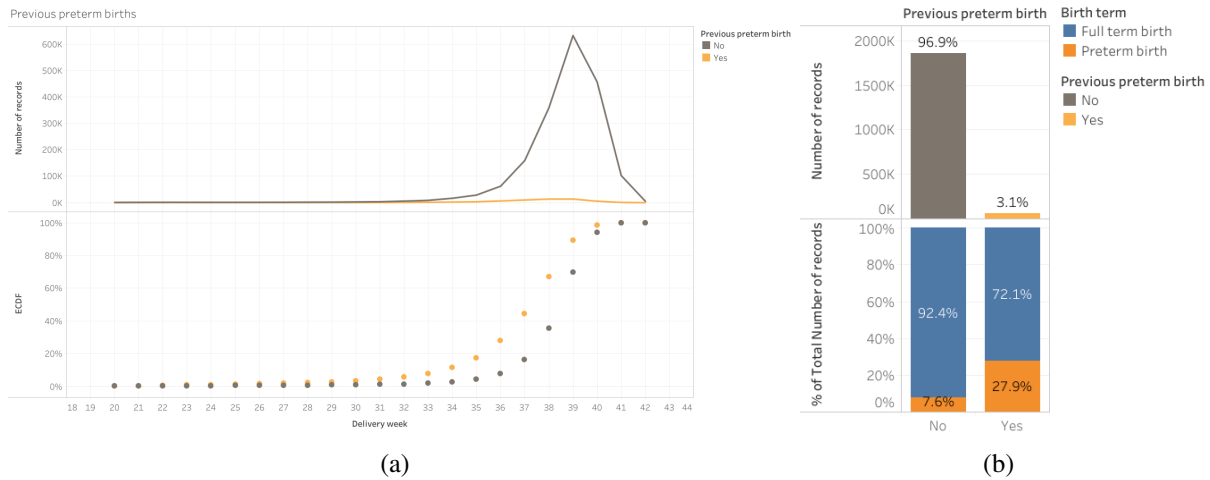 Previous preterm births
Number of records
600K
500K
400K
300K
200K
100K
0K
ECDF
100%
80%
60%
40%
20%
0%
18 19 20 21 22 23 24 25 26 27 28 29 30 31 32 33 34 35 36 37 38 39 40 41 42 43 44
Delivery week
Previous preterm birth
No
Yes
(a)
Previous preterm birth
Number of records
2000K
1500K
1000K
500K
0K
96.9%
3.1%
% of Total Number of records
100%
80%
60%
40%
20%
0%
92.4%
72.1%
7.6%
27.9%
No Yes
Birth term
Full term birth
Preterm birth
Previous preterm birth
No
Yes
(b)